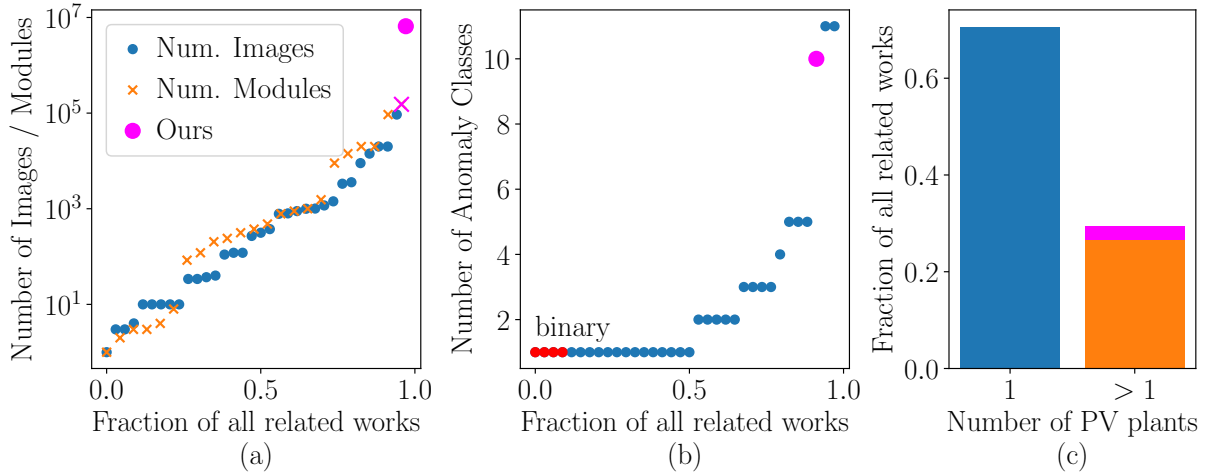 Number of Images / Modules
10^7
10^5
10^3
10^1
Num. Images
Num. Modules
Ours
0.0 0.5 1.0
Fraction of all related works
(a)
Number of Anomaly Classes
10
8
6
4
2
binary
0.0 0.5 1.0
Fraction of all related works
(b)
Fraction of all related works
0.6
0.4
0.2
0.0
1 > 1
Number of PV plants
(c)